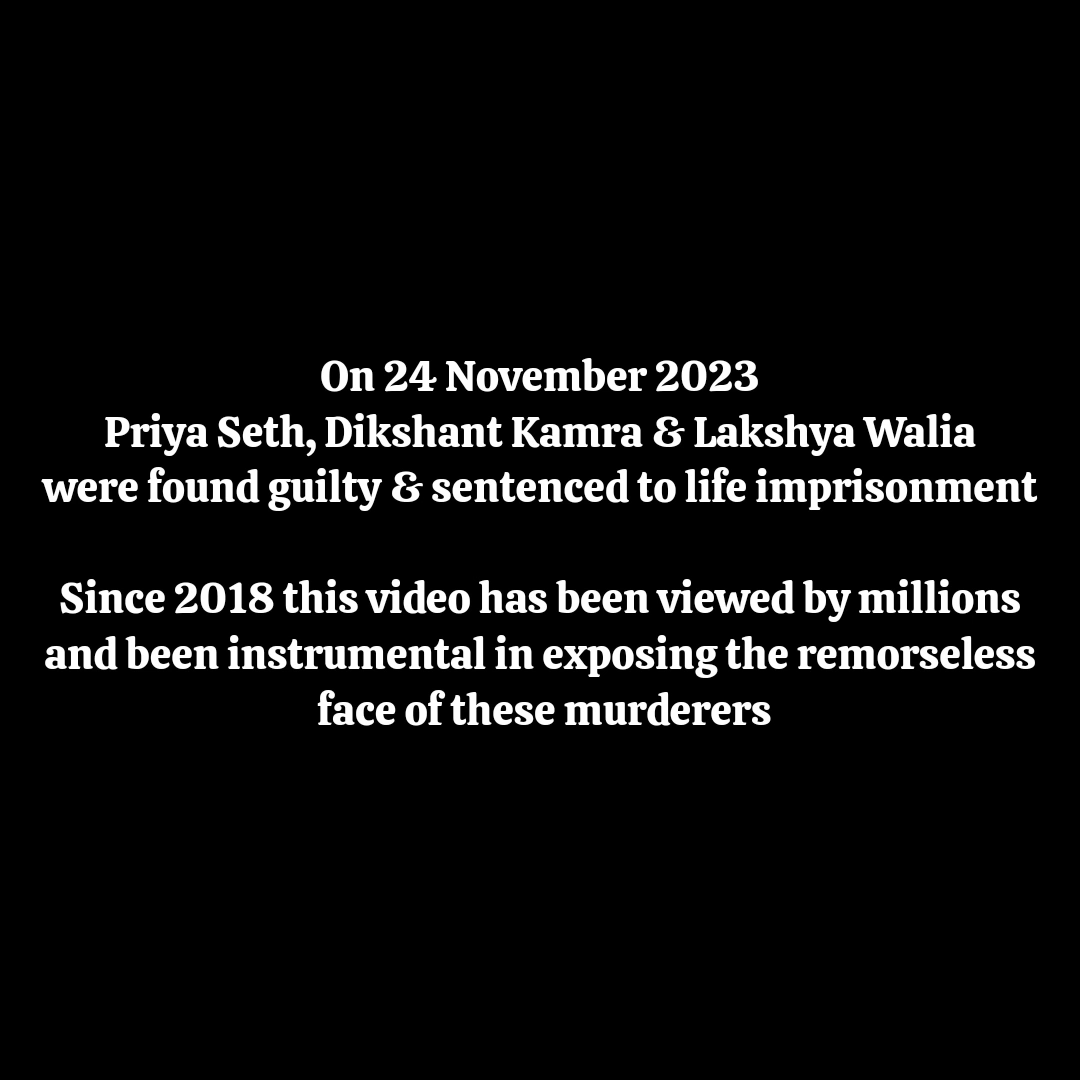 On 24 November 2023
Priya Seth, Dikshant Kamra & Lakshya Walia
were found guilty & sentenced to life imprisonment
Since 2018 this video has been viewed by millions
and been instrumental in exposing the remorseless
face of these murderers